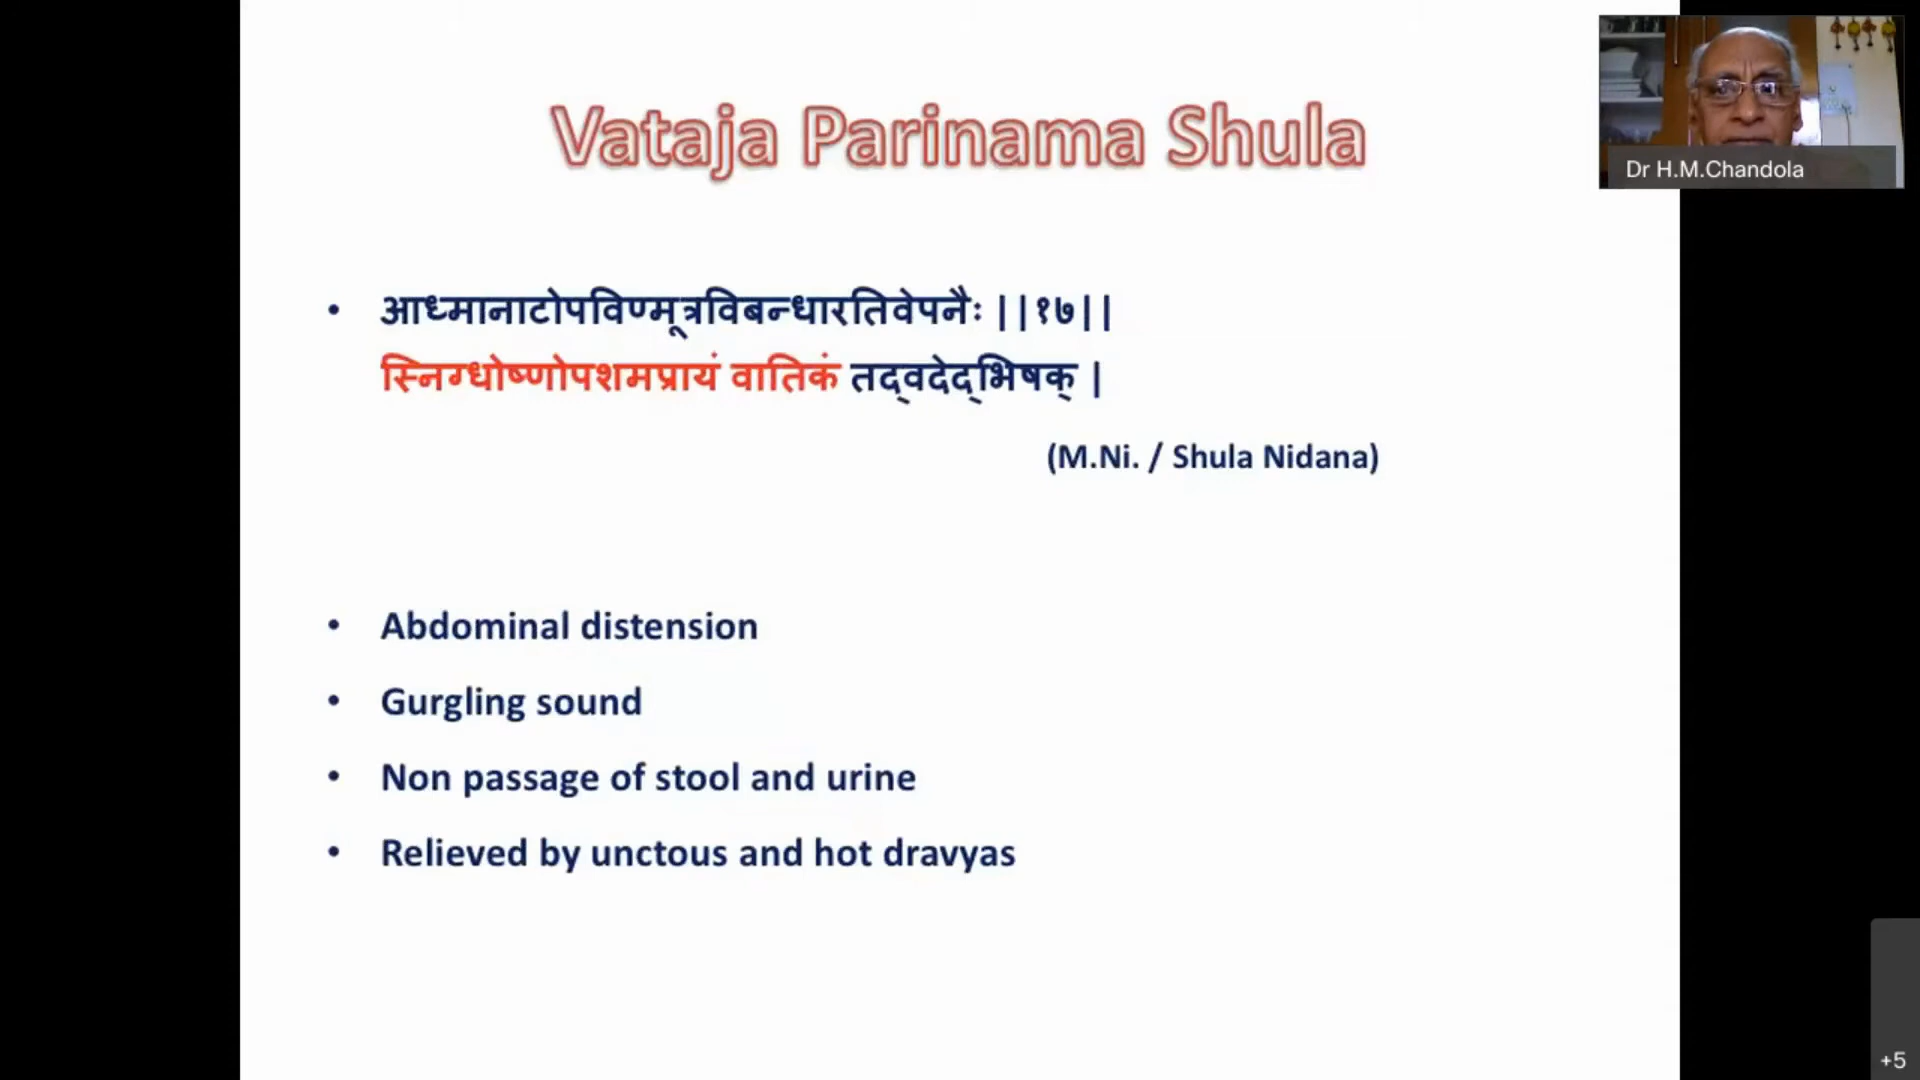 Vataja Parinama Shula
Dr H.M.Chandola
• आध्मानाटोपविण्मूत्रविबन्धारतिवेपनैः ||१७||
स्निग्धोष्णोपशमप्रायं वातिकं तद्वदेद्भिषक् |
(M.Ni. / Shula Nidana)
• Abdominal distension
• Gurgling sound
• Non passage of stool and urine
• Relieved by unctous and hot dravyas
+5